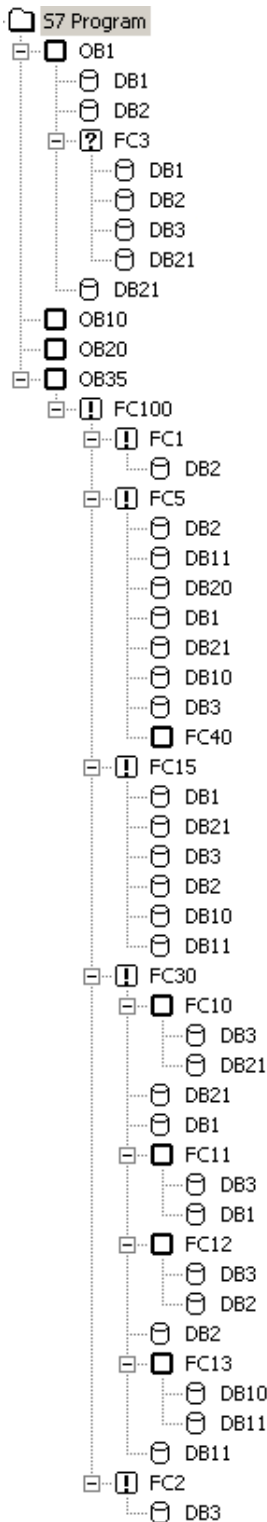 S7 Program
OB1
DB1
DB2
? FC3
DB1
DB2
DB3
DB21
DB21
OB10
OB20
OB35
! FC100
! FC1
DB2
! FC5
DB2
DB11
DB20
DB1
DB21
DB10
DB3
FC40
! FC15
DB1
DB21
DB3
DB2
DB10
DB11
! FC30
FC10
DB3
DB21
DB21
DB1
FC11
DB3
DB1
FC12
DB3
DB2
DB2
FC13
DB10
DB11
DB11
! FC2
DB3